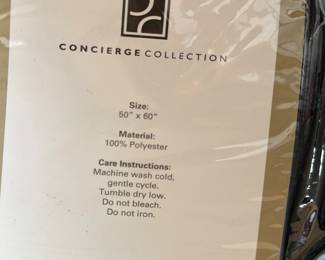 CONCIERGE COLLECTION
Size:
50" x 60"
Material:
100% Polyester
Care Instructions:
Machine wash cold,
gentle cycle.
Tumble dry low.
Do not bleach.
Do not iron.